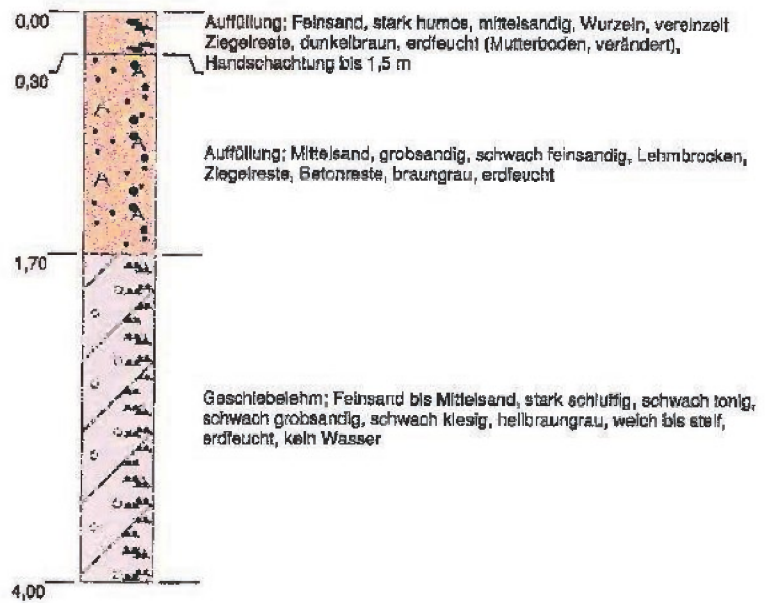 0,00
Auffüllung; Feinsand, stark humos, mittelsandig, Wurzeln, vereinzelt
Ziegelreste, dunkelbraun, erdfeucht (Mutterboden, verändert),
Handschachtung bis 1,5 m
0,30
A
A
A
A
A
A
Auffüllung; Mittelsand, grobsandig, schwach feinsandig, Lehmbrocken,
Ziegelreste, Betonreste, braungrau, erdfeucht
1,70
Geschiebelehm; Feinsand bis Mittelsand, stark schluffig, schwach tonig,
schwach grobsandig, schwach kiesig, hellbraungrau, weich bis steif,
erdfeucht, kein Wasser
4,00